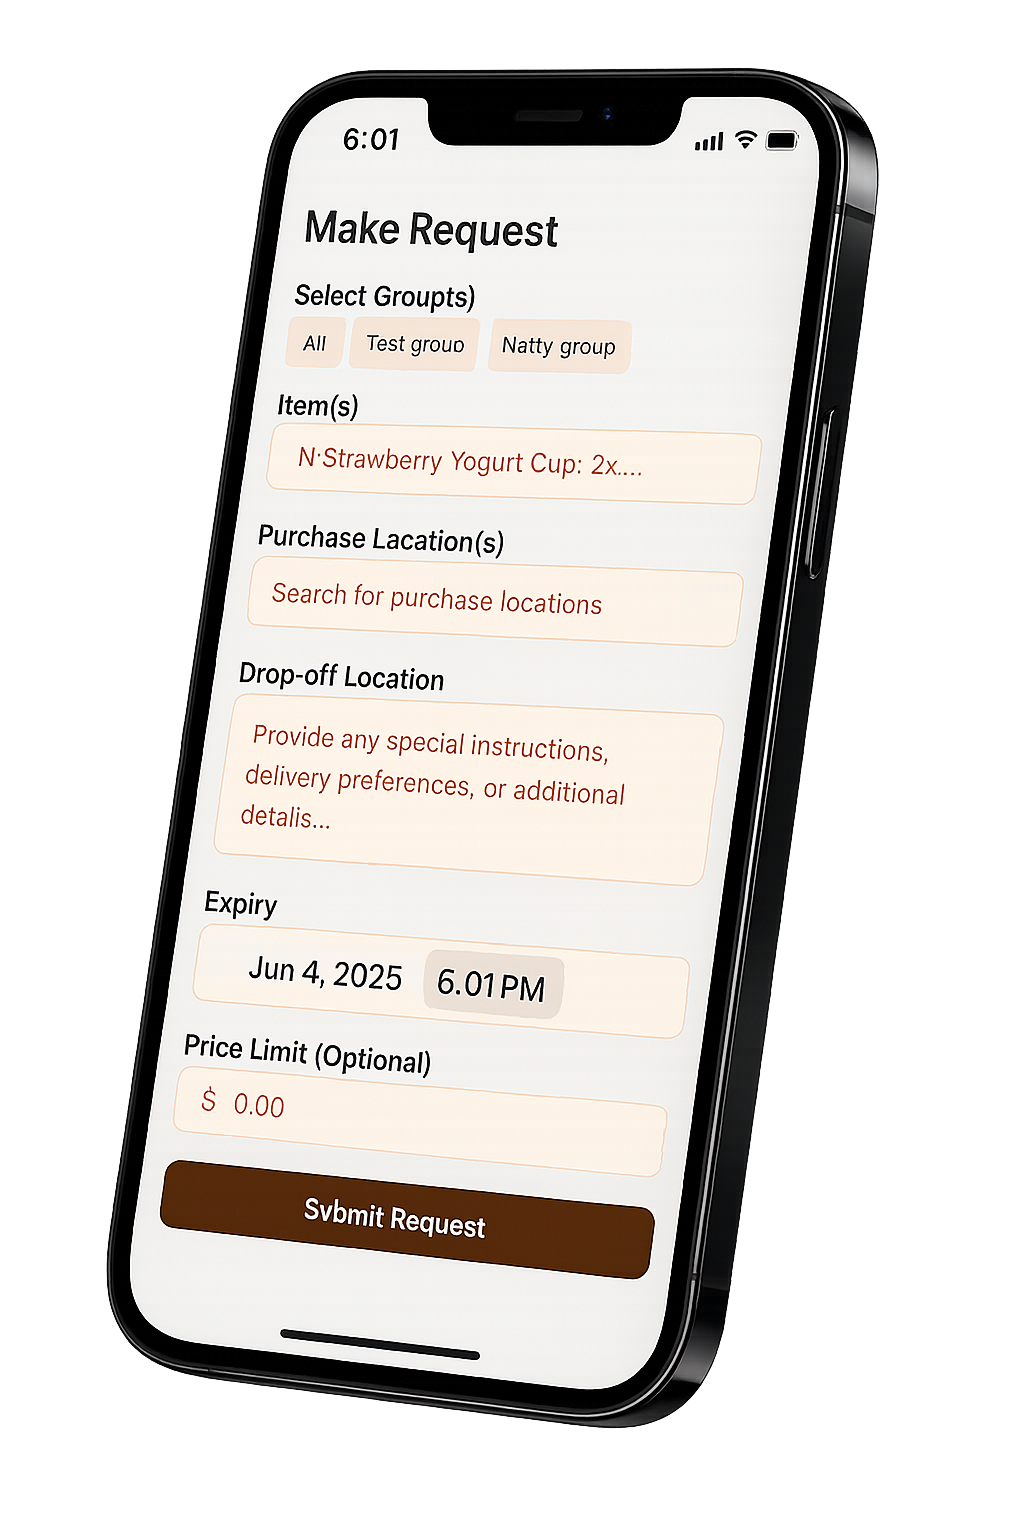 6:01
Make Request
Select Groupts)
All Test group Natty group
Item(s)
N·Strawberry Yogurt Cup: 2x....
Purchase Lacation(s)
Search for purchase locations
Drop-off Location
Provide any special instructions,
delivery preferences, or additional
detalis...
Expiry
Jun 4, 2025 6.01 PM
Price Limit (Optional)
$ 0.00
Svbmit Request